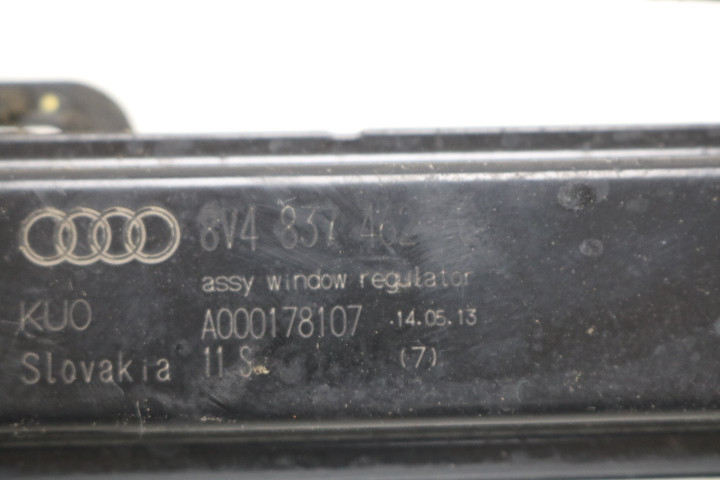 8V4 837 462
assy window regulator
KUO
A000178107 14.05.13
Slovakia 11 S (7)